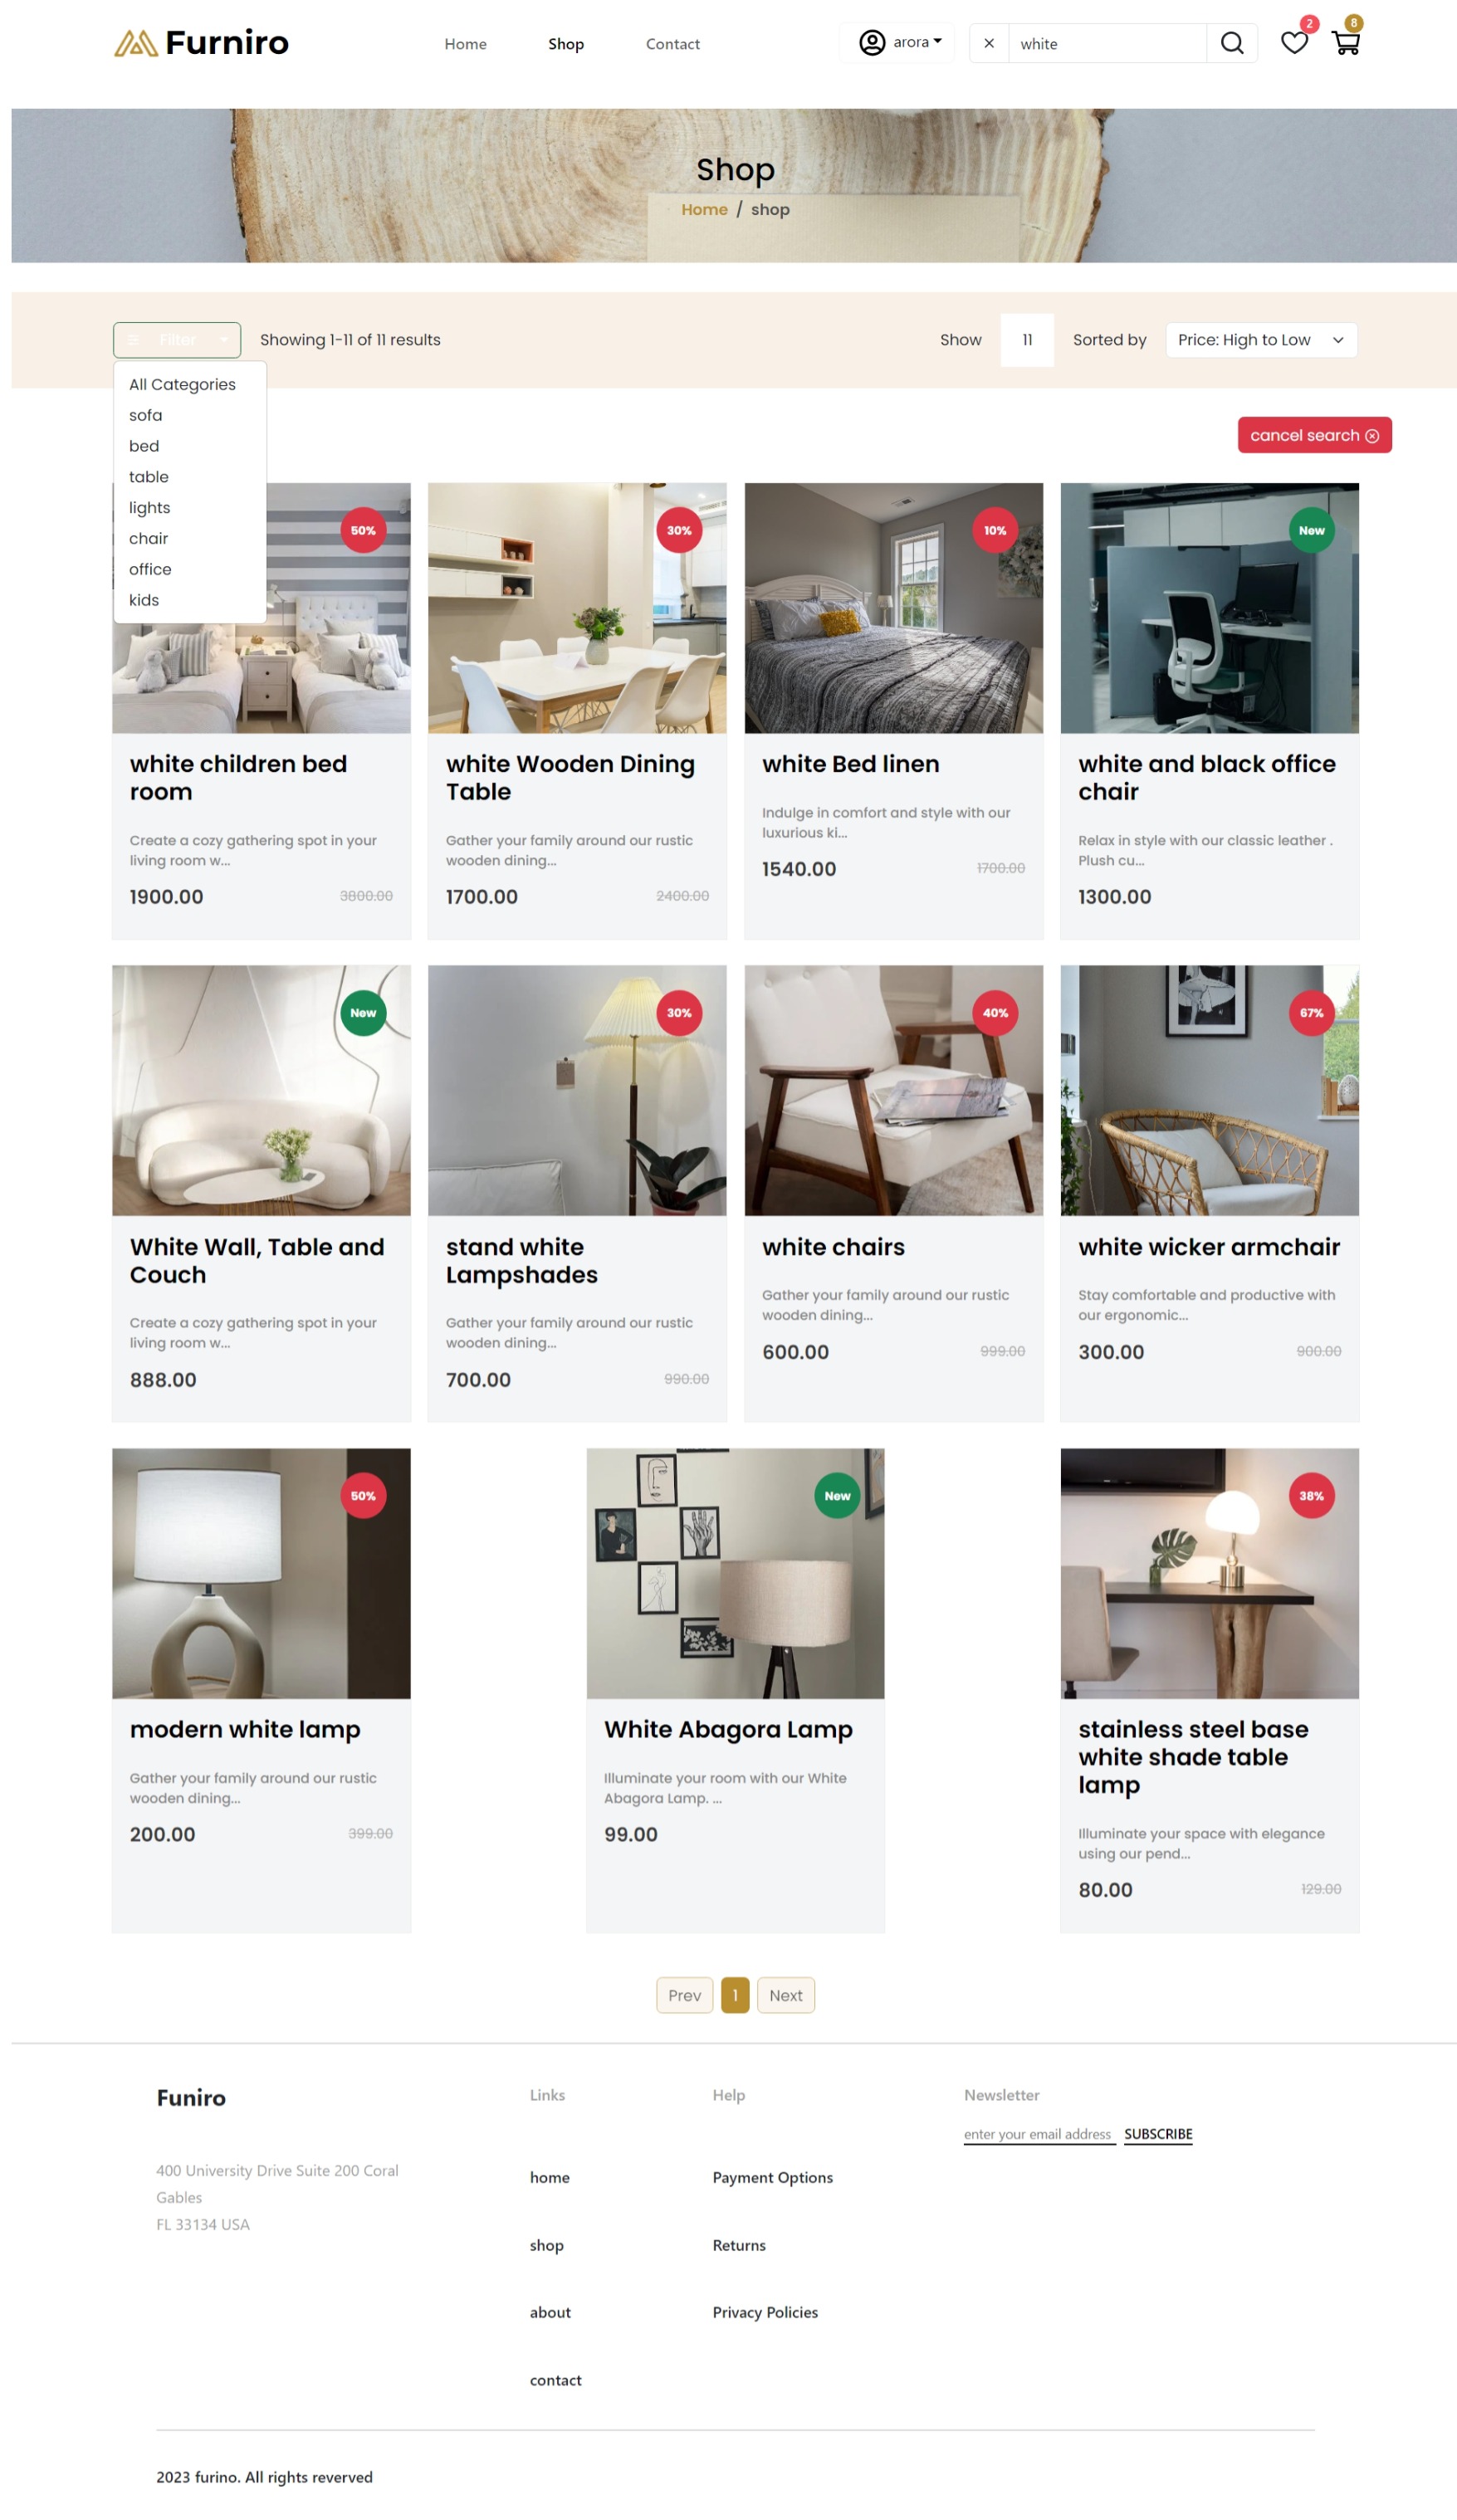 Furniro
Home
Shop
Contact
arora
white
2
8
Shop
Home / shop
Filter
Showing 1-11 of 11 results
Show
11
Sorted by
Price: High to Low
All Categories
sofa
bed
table
lights
chair
office
kids
cancel search
50%
30%
10%
New
white children bed
room
Create a cozy gathering spot in your
living room w...
1900.00
3800.00
white Wooden Dining
Table
Gather your family around our rustic
wooden dining...
1700.00
2400.00
white Bed linen
Indulge in comfort and style with our
luxurious ki...
1540.00
1700.00
white and black office
chair
Relax in style with our classic leather .
Plush cu...
1300.00
New
30%
40%
67%
White Wall, Table and
Couch
Create a cozy gathering spot in your
living room w...
888.00
stand white
Lampshades
Gather your family around our rustic
wooden dining...
700.00
990.00
white chairs
Gather your family around our rustic
wooden dining...
600.00
999.00
white wicker armchair
Stay comfortable and productive with
our ergonomic...
300.00
900.00
50%
New
38%
modern white lamp
Gather your family around our rustic
wooden dining...
200.00
399.00
White Abagora Lamp
Illuminate your room with our White
Abagora Lamp. ...
99.00
stainless steel base
white shade table
lamp
Illuminate your space with elegance
using our pend...
80.00
129.00
Prev
1
Next
Funiro
400 University Drive Suite 200 Coral
Gables
FL 33134 USA
Links
home
shop
about
contact
Help
Payment Options
Returns
Privacy Policies
Newsletter
enter your email address
SUBSCRIBE
2023 furino. All rights reverved